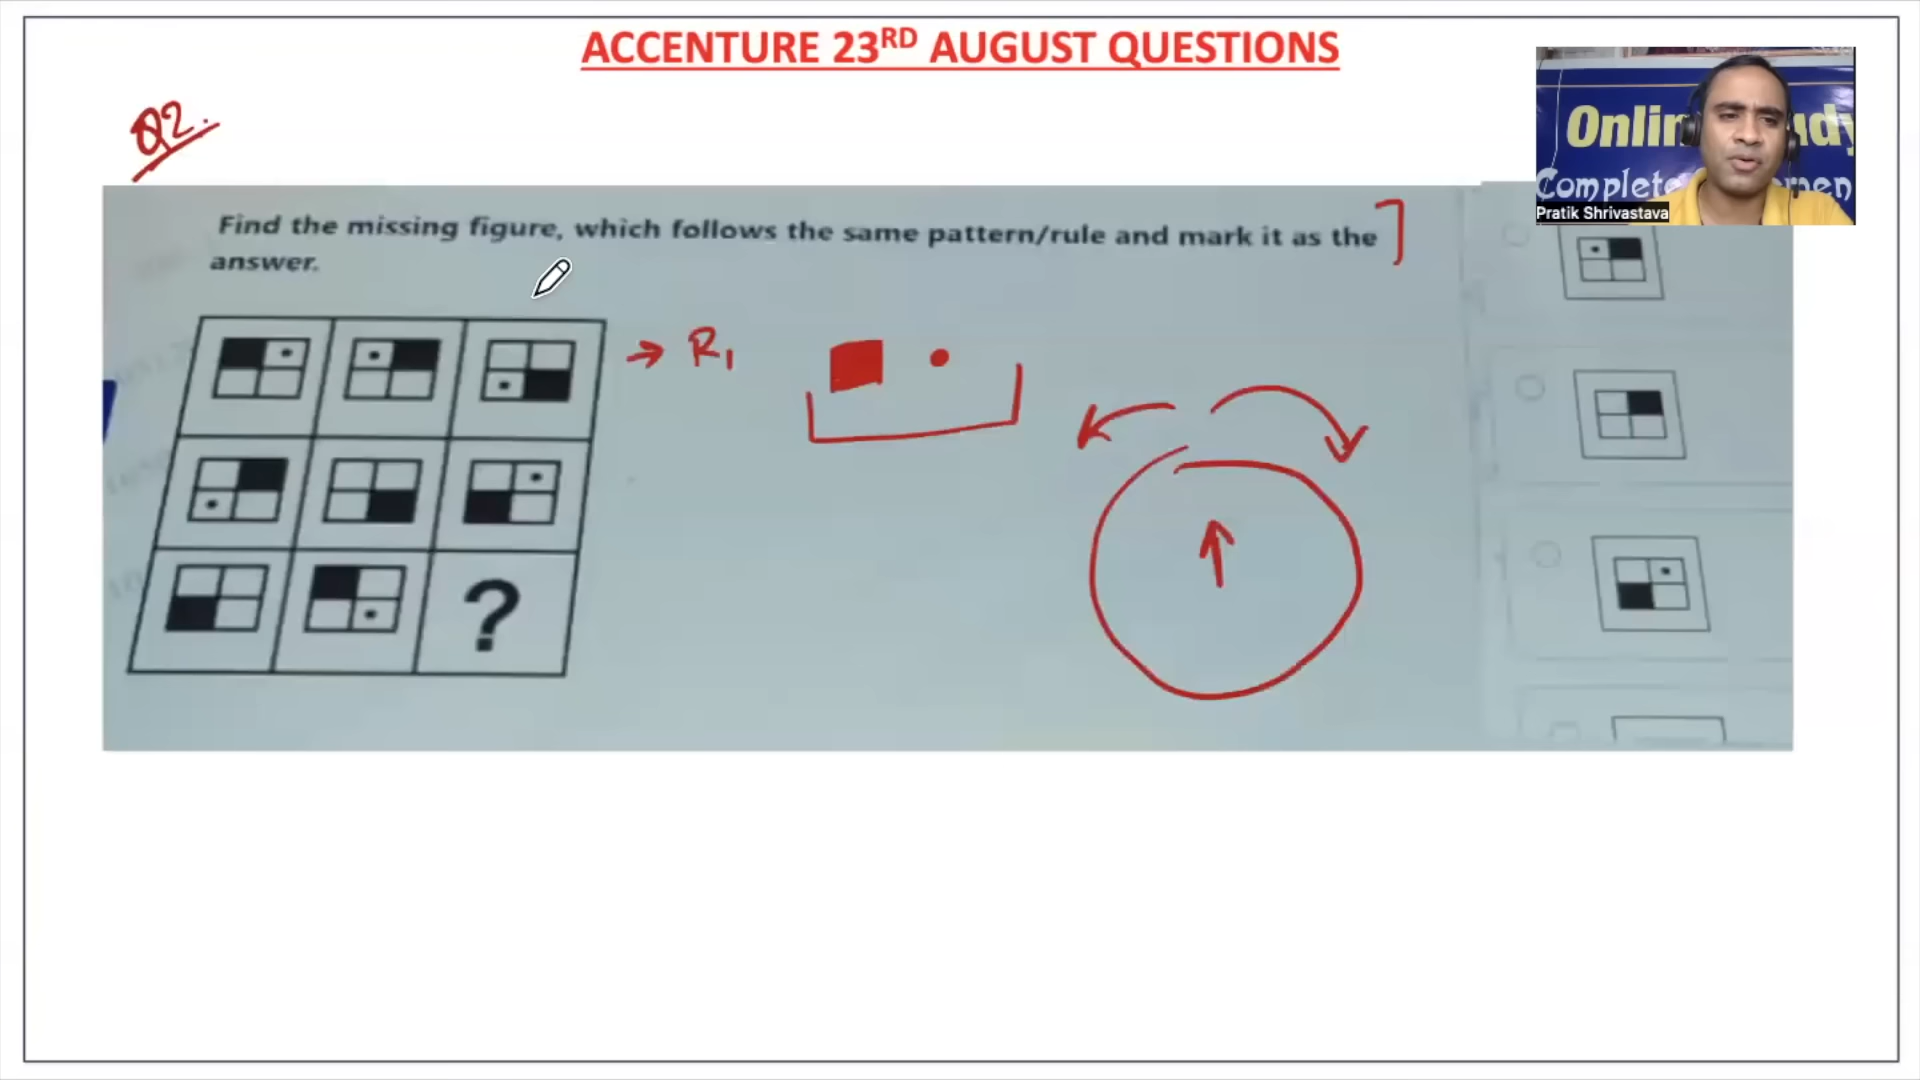 ACCENTURE 23RD AUGUST QUESTIONS
Q2.
Find the missing figure, which follows the same pattern/rule and mark it as the
answer.
→ R1
?
Complete
Pratik Shrivastava